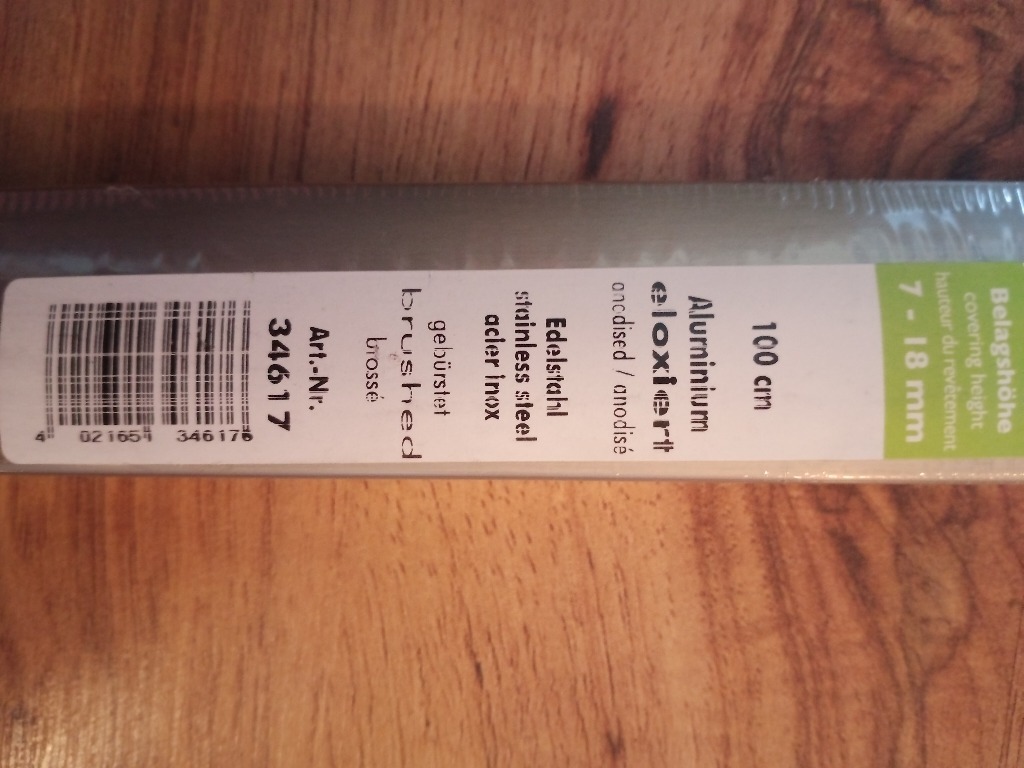 Belagshöhe
covering height
hauteur du revêtement
7 - 18 mm
100 cm
Aluminium
eloxiert
anodised / anodisé
Edelstahl
stainless steel
acier inox
gebürstet
brushed
brossé
Art.-Nr.
34617
4 021654 346176